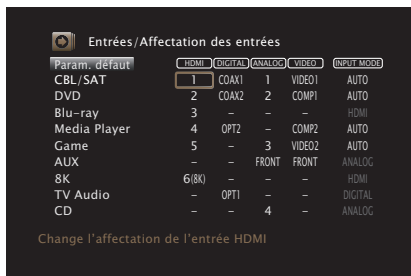 Entrées/Affectation des entrées
Param. défaut HDMI DIGITAL ANALOG VIDEO INPUT MODE
CBL/SAT 1 COAX1 1 VIDEO1 AUTO
DVD 2 COAX2 2 COMP1 AUTO
Blu-ray 3 – – – HDMI
Media Player 4 OPT2 – COMP2 AUTO
Game 5 – 3 VIDEO2 AUTO
AUX – – FRONT FRONT ANALOG
8K 6(8K) – – – HDMI
TV Audio – OPT1 – – DIGITAL
CD – – 4 – ANALOG
Change l'affectation de l'entrée HDMI